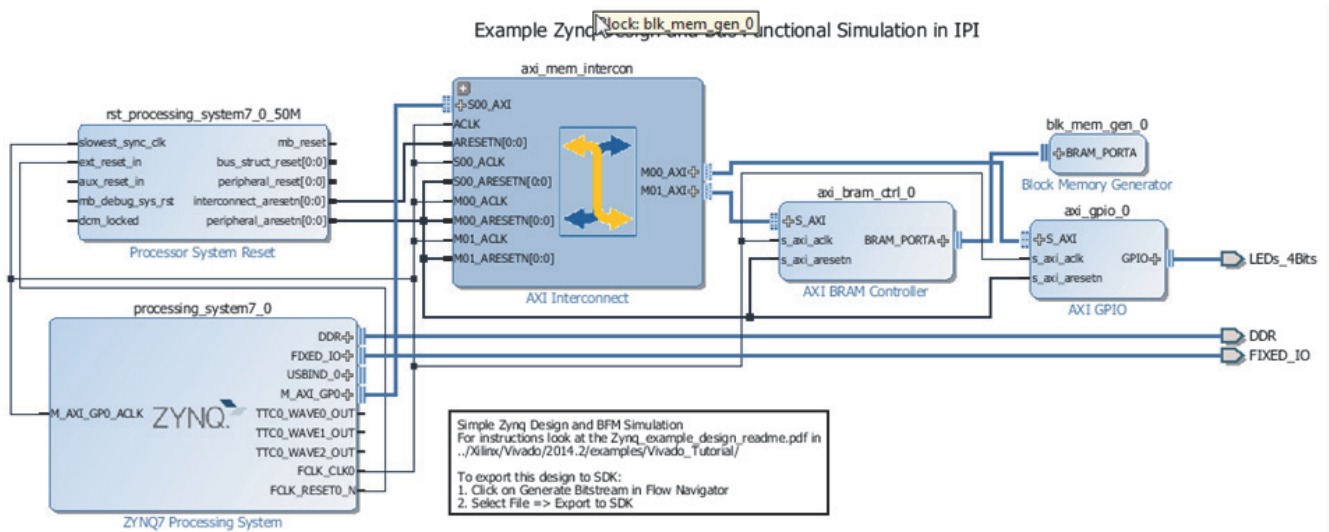 Example Zynq Design and Bus Functional Simulation in IPI
Block: blk_mem_gen_0
axi_mem_intercon
S00_AXI
ACLK
ARESETN[0:0]
S00_ACLK
S00_ARESETN[0:0]
M00_ACLK
M00_ARESETN[0:0]
M01_ACLK
M01_ARESETN[0:0]
M00_AXI
M01_AXI
AXI Interconnect
rst_processing_system7_0_50M
slowest_sync_clk
ext_reset_in
aux_reset_in
mb_debug_sys_rst
dcm_locked
mb_reset
bus_struct_reset[0:0]
peripheral_reset[0:0]
interconnect_aresetn[0:0]
peripheral_aresetn[0:0]
Processor System Reset
blk_mem_gen_0
BRAM_PORTA
Block Memory Generator
axi_bram_ctrl_0
S_AXI
s_axi_aclk
s_axi_aresetn
BRAM_PORTA
AXI BRAM Controller
axi_gpio_0
S_AXI
s_axi_aclk
s_axi_aresetn
GPIO
AXI GPIO
LEDs_4Bits
DDR
FIXED_IO
processing_system7_0
M_AXI_GP0_ACLK
ZYNQ
DDR
FIXED_IO
USBIND_0
M_AXI_GP0
TTC0_WAVE0_OUT
TTC0_WAVE1_OUT
TTC0_WAVE2_OUT
FCLK_CLK0
FCLK_RESET0_N
ZYNQ7 Processing System
Simple Zynq Design and BFM Simulation
For instructions look at the Zynq_example_design_readme.pdf in
../Xilinx/Vivado/2014.2/examples/Vivado_Tutorial/
To export this design to SDK:
1. Click on Generate Bitstream in Flow Navigator
2. Select File => Export to SDK